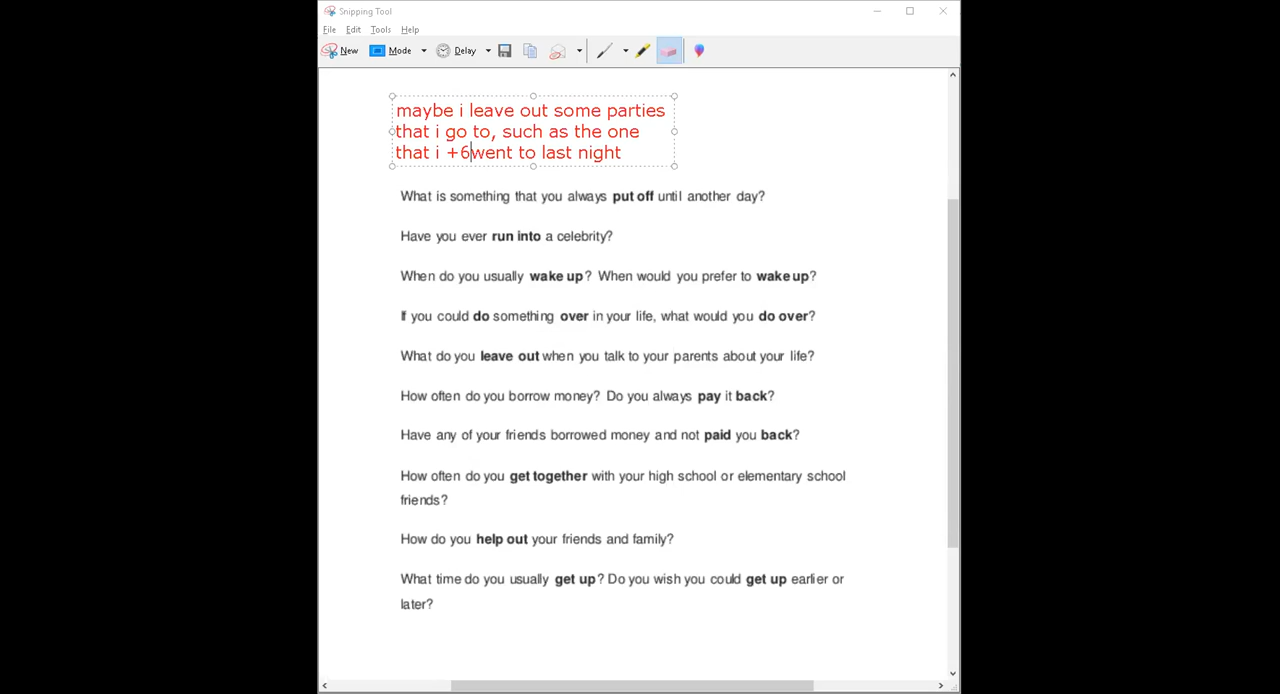 Snipping Tool
File Edit Tools Help
New Mode Delay
maybe i leave out some parties
that i go to, such as the one
that i +6went to last night
What is something that you always put off until another day?
Have you ever run into a celebrity?
When do you usually wake up? When would you prefer to wake up?
If you could do something over in your life, what would you do over?
What do you leave out when you talk to your parents about your life?
How often do you borrow money? Do you always pay it back?
Have any of your friends borrowed money and not paid you back?
How often do you get together with your high school or elementary school
friends?
How do you help out your friends and family?
What time do you usually get up? Do you wish you could get up earlier or
later?